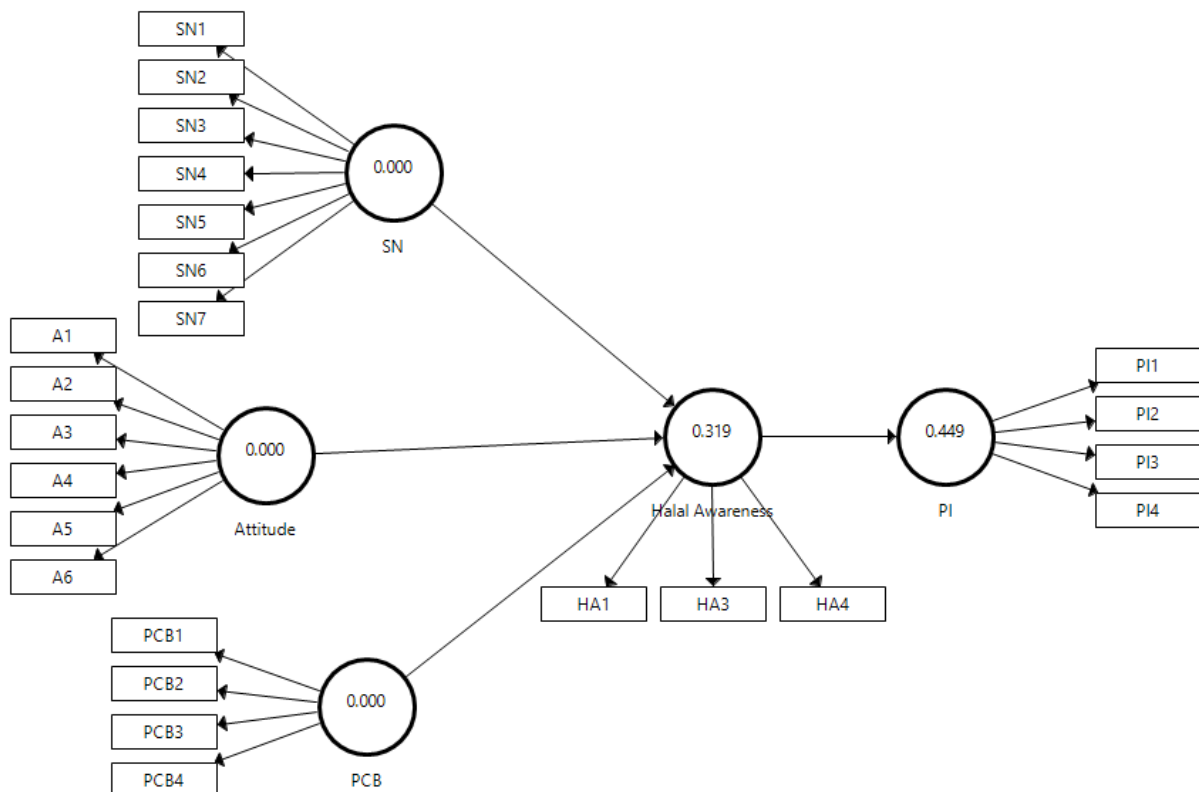 SN1
SN2
SN3
SN4
SN5
SN6
SN7
0.000
SN
A1
A2
A3
A4
A5
A6
0.000
Attitude
PCB1
PCB2
PCB3
PCB4
0.000
PCB
0.319
Halal Awareness
HA1
HA3
HA4
0.449
PI
PI1
PI2
PI3
PI4